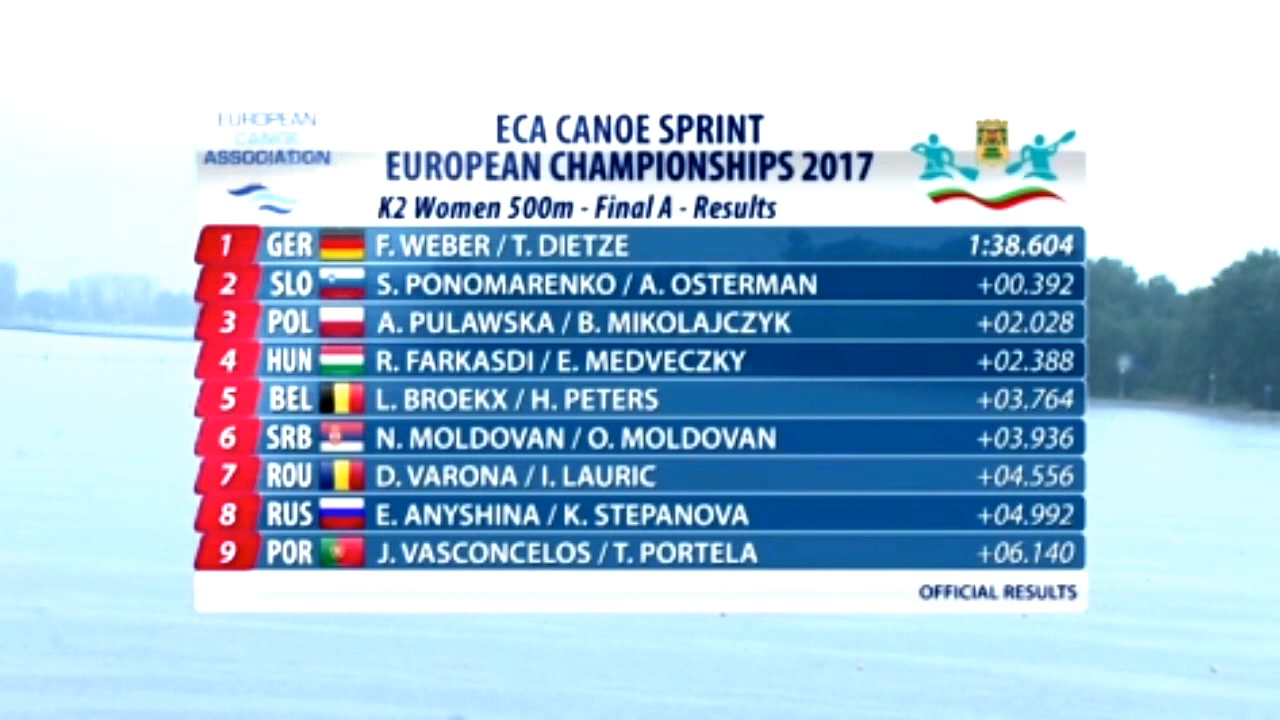 EUROPEAN
CANOE
ASSOCIATION
ECA CANOE SPRINT
EUROPEAN CHAMPIONSHIPS 2017
K2 Women 500m - Final A - Results
1 GER F. WEBER / T. DIETZE 1:38.604
2 SLO S. PONOMARENKO / A. OSTERMAN +00.392
3 POL A. PULAWSKA / B. MIKOLAJCZYK +02.028
4 HUN R. FARKASDI / E. MEDVECZKY +02.388
5 BEL L. BROEKX / H. PETERS +03.764
6 SRB N. MOLDOVAN / O. MOLDOVAN +03.936
7 ROU D. VARONA / I. LAURIC +04.556
8 RUS E. ANYSHINA / K. STEPANOVA +04.992
9 POR J. VASCONCELOS / T. PORTELA +06.140
OFFICIAL RESULTS